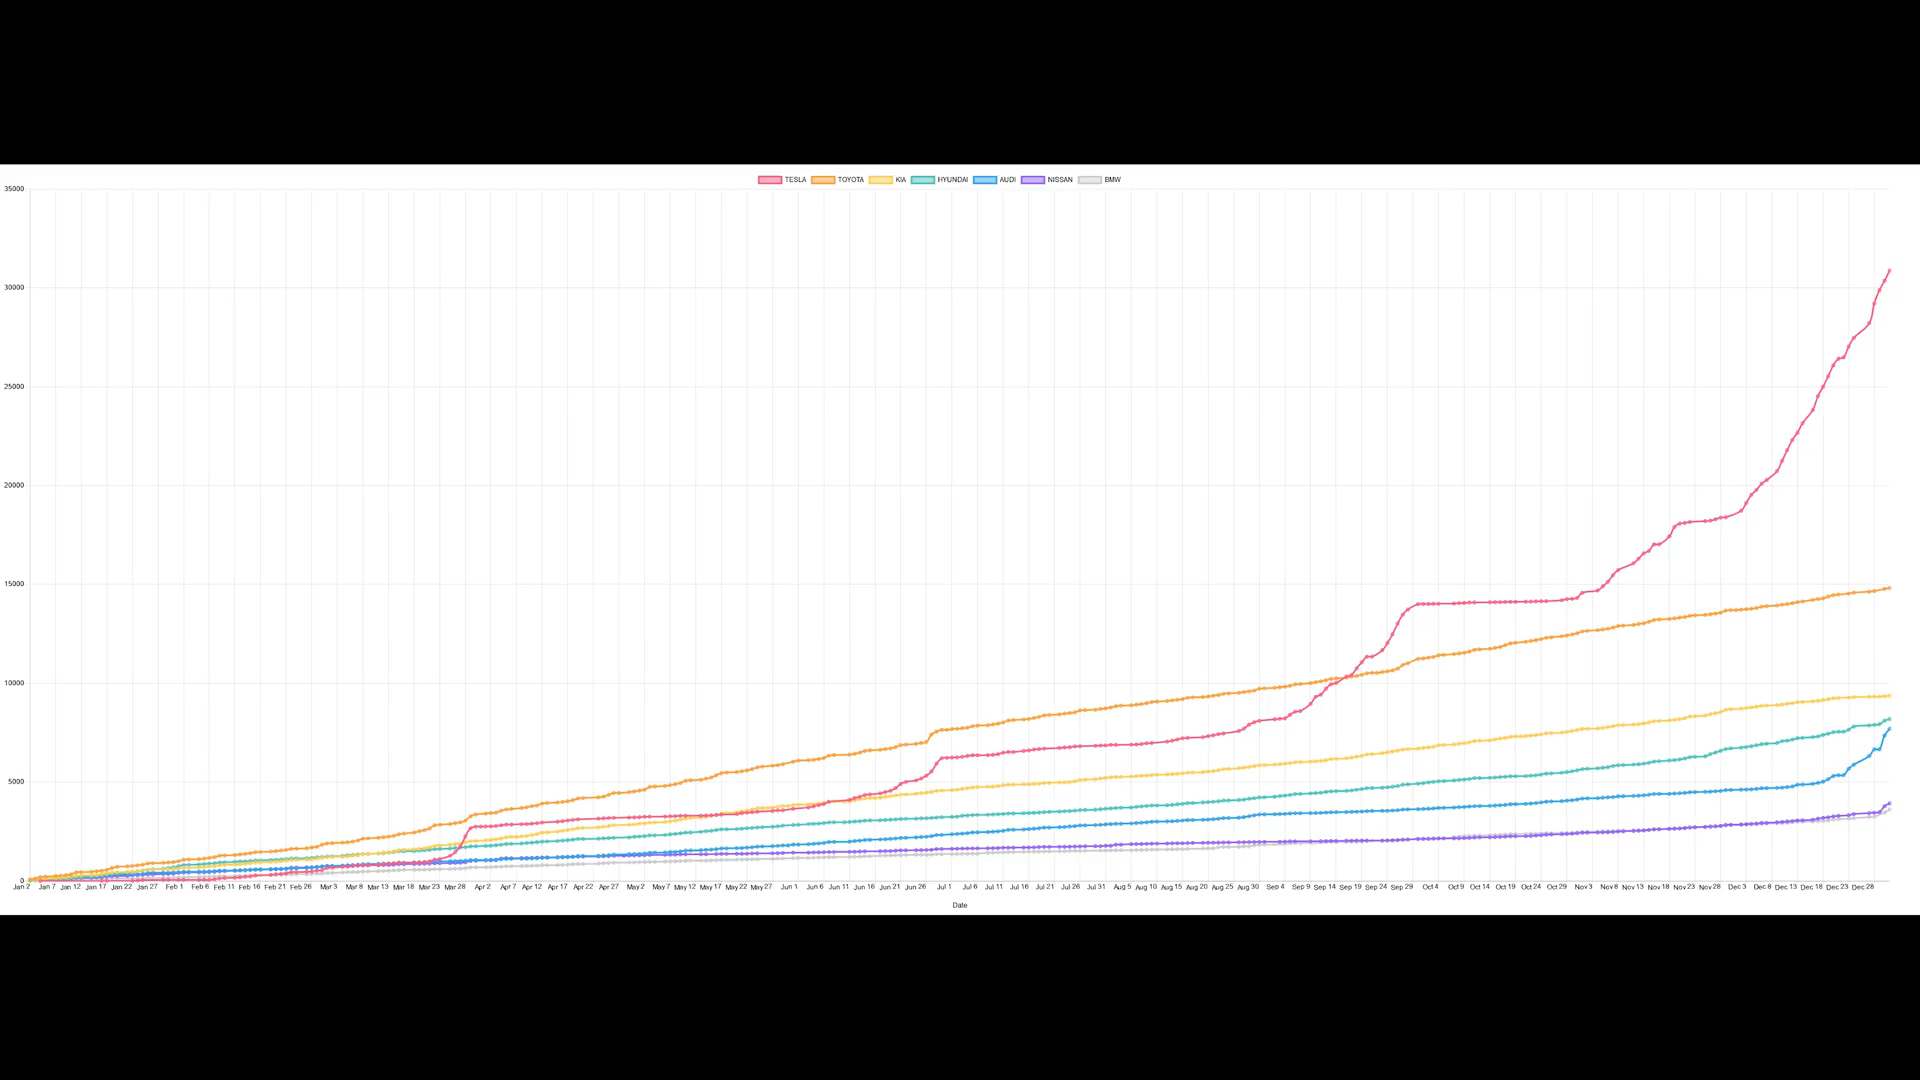 TESLA TOYOTA KIA HYUNDAI AUDI NISSAN BMW
35000
30000
25000
20000
15000
10000
5000
0
Jan 2 Jan 7 Jan 12 Jan 17 Jan 22 Jan 27 Feb 1 Feb 6 Feb 11 Feb 16 Feb 21 Feb 26 Mar 3 Mar 8 Mar 13 Mar 18 Mar 23 Mar 28 Apr 2 Apr 7 Apr 12 Apr 17 Apr 22 Apr 27 May 2 May 7 May 12 May 17 May 22 May 27 Jun 1 Jun 6 Jun 11 Jun 16 Jun 21 Jun 26 Jul 1 Jul 6 Jul 11 Jul 16 Jul 21 Jul 26 Jul 31 Aug 5 Aug 10 Aug 15 Aug 20 Aug 25 Aug 30 Sep 4 Sep 9 Sep 14 Sep 19 Sep 24 Sep 29 Oct 4 Oct 9 Oct 14 Oct 19 Oct 24 Oct 29 Nov 3 Nov 8 Nov 13 Nov 18 Nov 23 Nov 28 Dec 3 Dec 8 Dec 13 Dec 18 Dec 23 Dec 28
Date